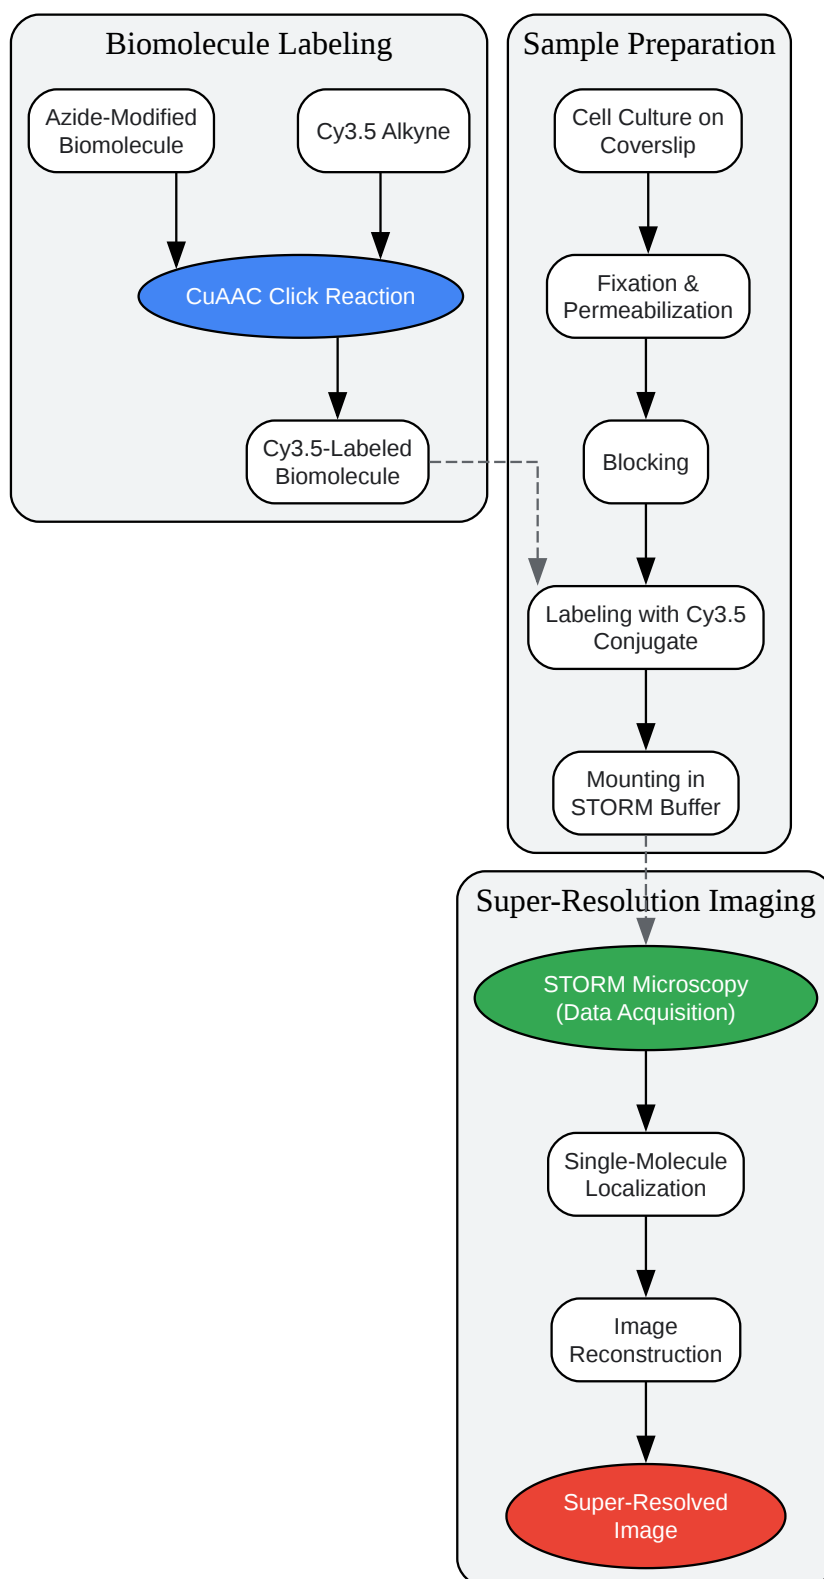 Biomolecule Labeling
Azide-Modified
Biomolecule
Cy3.5 Alkyne
CuAAC Click Reaction
Cy3.5-Labeled
Biomolecule
Sample Preparation
Cell Culture on
Coverslip
Fixation &
Permeabilization
Blocking
Labeling with Cy3.5
Conjugate
Mounting in
STORM Buffer
Super-Resolution Imaging
STORM Microscopy
(Data Acquisition)
Single-Molecule
Localization
Image
Reconstruction
Super-Resolved
Image